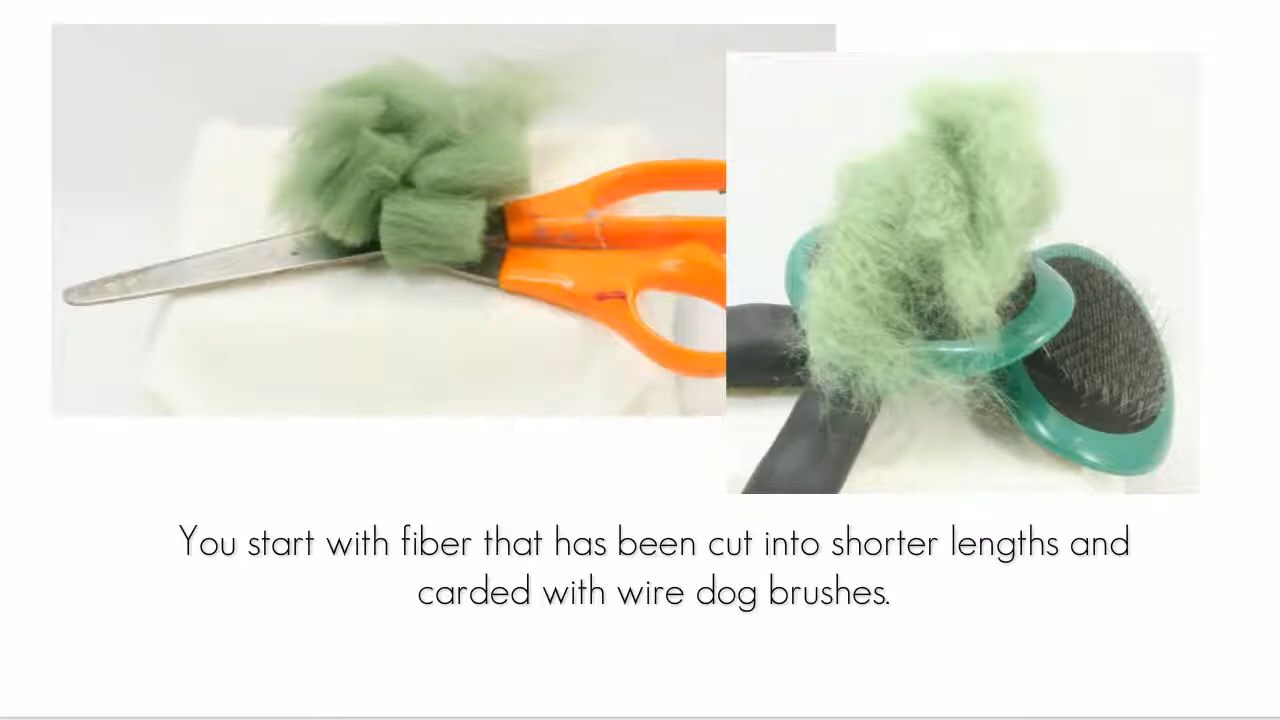 You start with fiber that has been cut into shorter lengths and
carded with wire dog brushes.